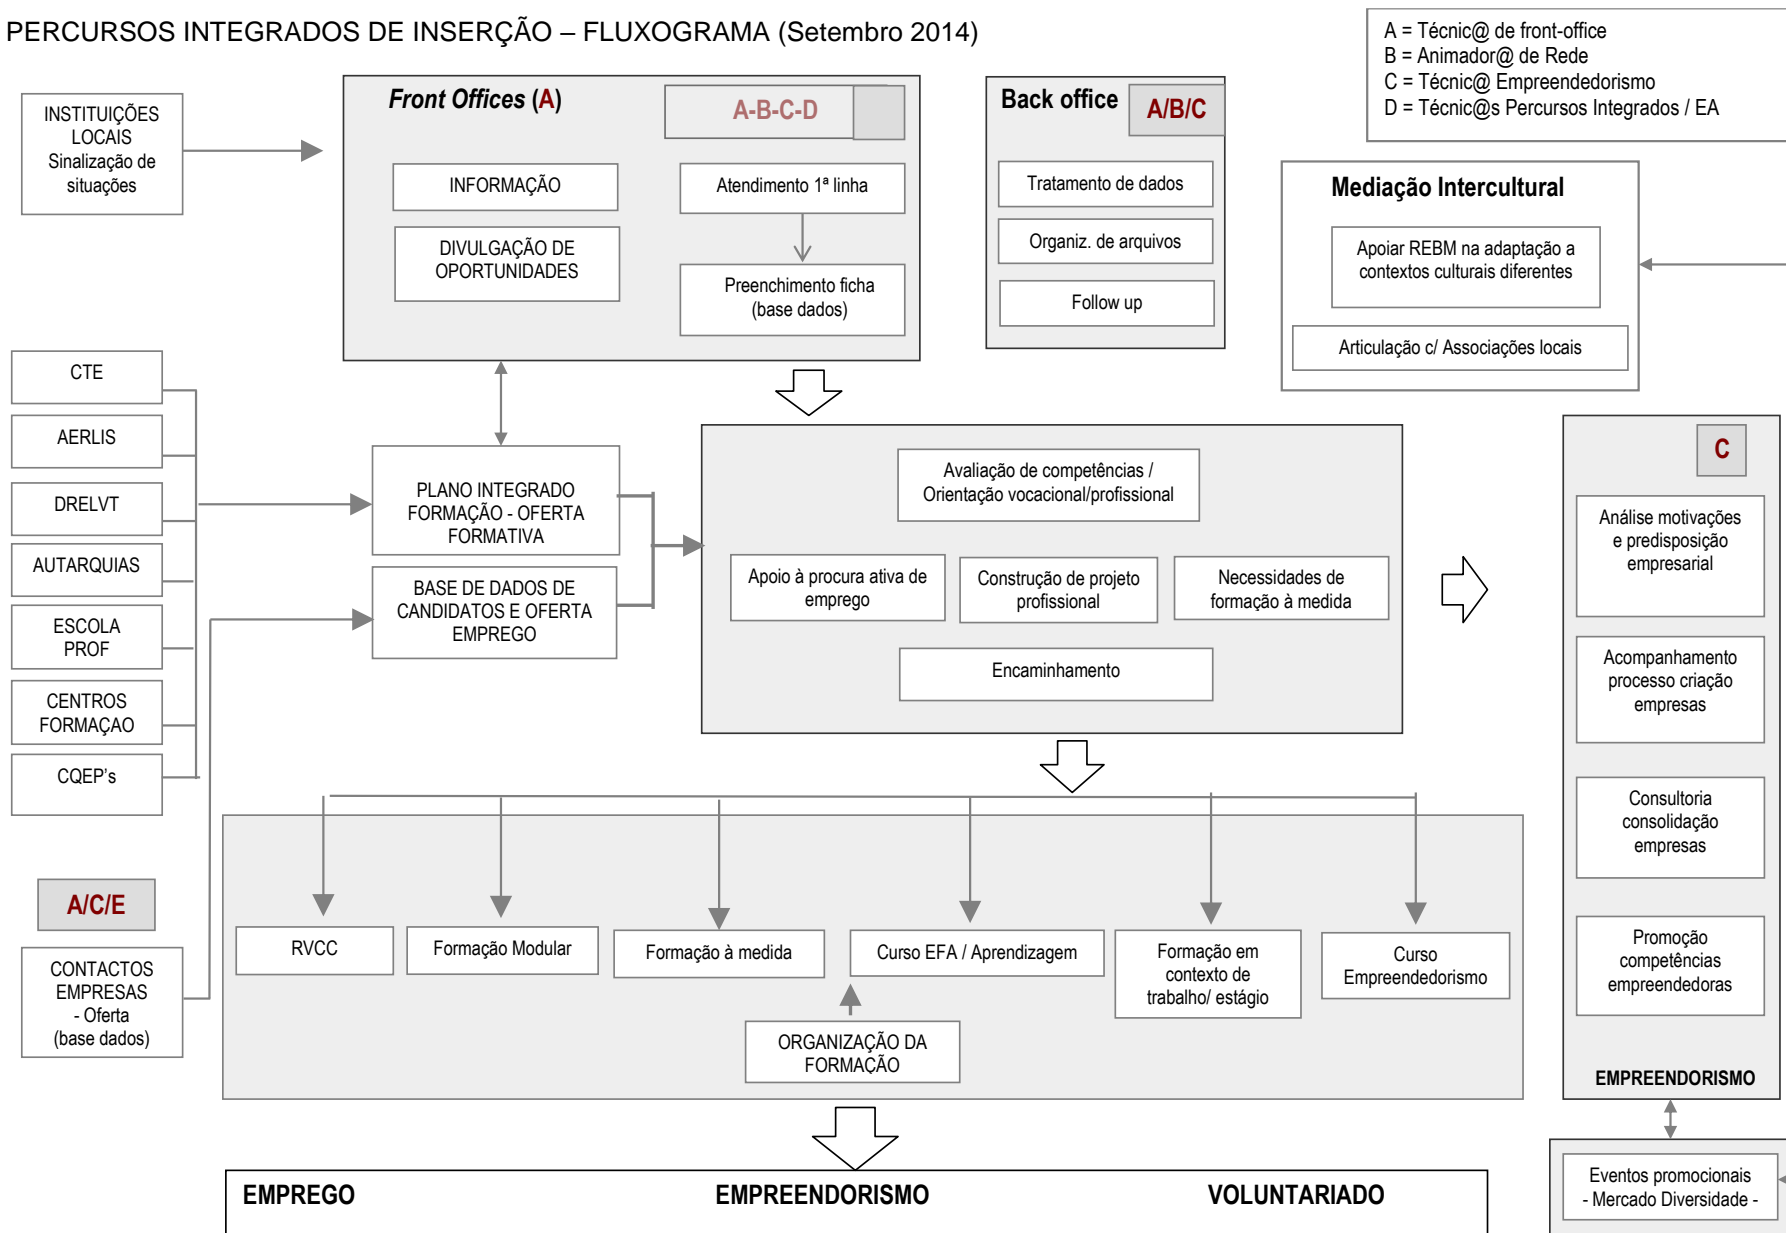 PERCURSOS INTEGRADOS DE INSERÇÃO – FLUXOGRAMA (Setembro 2014)
A = Técnic@ de front-office
B = Animador@ de Rede
C = Técnic@ Empreendedorismo
D = Técnic@s Percursos Integrados / EA
INSTITUIÇÕES
LOCAIS
Sinalização de
situações
Front Offices (A)
A-B-C-D
INFORMAÇÃO
DIVULGAÇÃO DE
OPORTUNIDADES
Atendimento 1ª linha
Preenchimento ficha
(base dados)
Back office
A/B/C
Tratamento de dados
Organiz. de arquivos
Follow up
Mediação Intercultural
Apoiar REBM na adaptação a
contextos culturais diferentes
Articulação c/ Associações locais
CTE
AERLIS
DRELVT
AUTARQUIAS
ESCOLA
PROF
CENTROS
FORMAÇAO
CQEP's
PLANO INTEGRADO
FORMAÇÃO - OFERTA
FORMATIVA
BASE DE DADOS DE
CANDIDATOS E OFERTA
EMPREGO
Avaliação de competências /
Orientação vocacional/profissional
Apoio à procura ativa de
emprego
Construção de projeto
profissional
Necessidades de
formação à medida
Encaminhamento
C
Análise motivações
e predisposição
empresarial
Acompanhamento
processo criação
empresas
Consultoria
consolidação
empresas
Promoção
competências
empreendedoras
EMPREENDORISMO
A/C/E
CONTACTOS
EMPRESAS
- Oferta
(base dados)
RVCC
Formação Modular
Formação à medida
Curso EFA / Aprendizagem
Formação em
contexto de
trabalho/ estágio
Curso
Empreendedorismo
ORGANIZAÇÃO DA
FORMAÇÃO
EMPREGO
EMPREENDORISMO
VOLUNTARIADO
Eventos promocionais
- Mercado Diversidade -